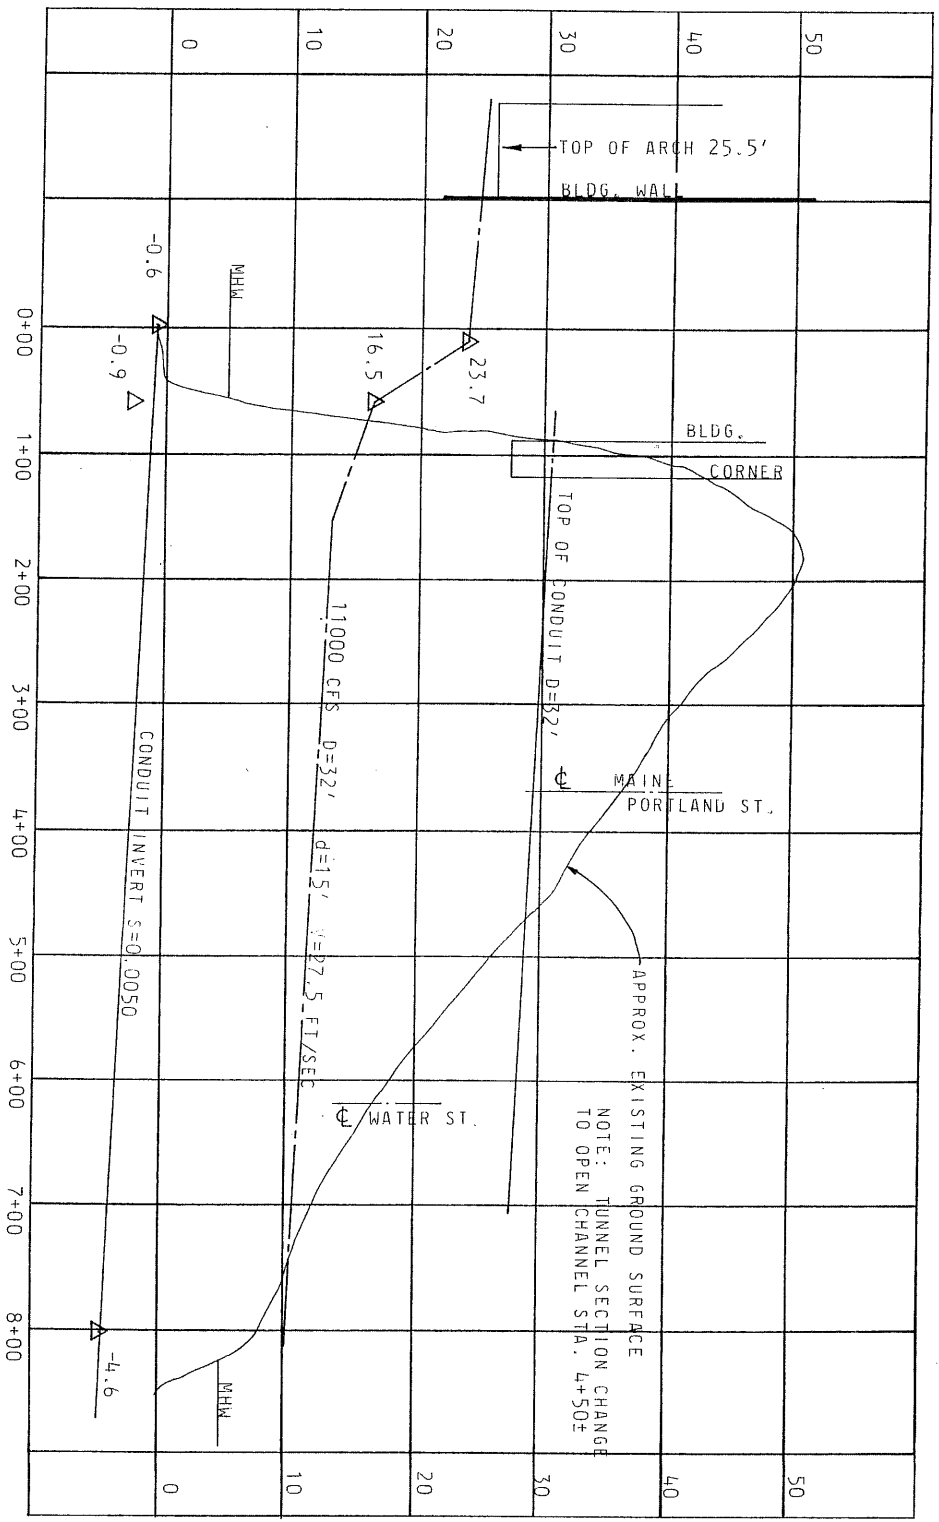 0
10
20
30
40
50
TOP OF ARCH 25.5'
BLDG. WALL
-0.6
MHW
0+00
-0.9
16.5
23.7
BLDG.
CORNER
1+00
TOP OF CONDUIT D=32'
2+00
11000 CFS D=32' d=15' V=27.5 FT/SEC
3+00
CONDUIT INVERT S=0.0050
℄ MAINE
PORTLAND ST.
4+00
5+00
APPROX. EXISTING GROUND SURFACE
NOTE: TUNNEL SECTION CHANGE
TO OPEN CHANNEL STA. 4+50±
6+00
℄ WATER ST.
7+00
8+00
-4.6
MHW
0
10
20
30
40
50